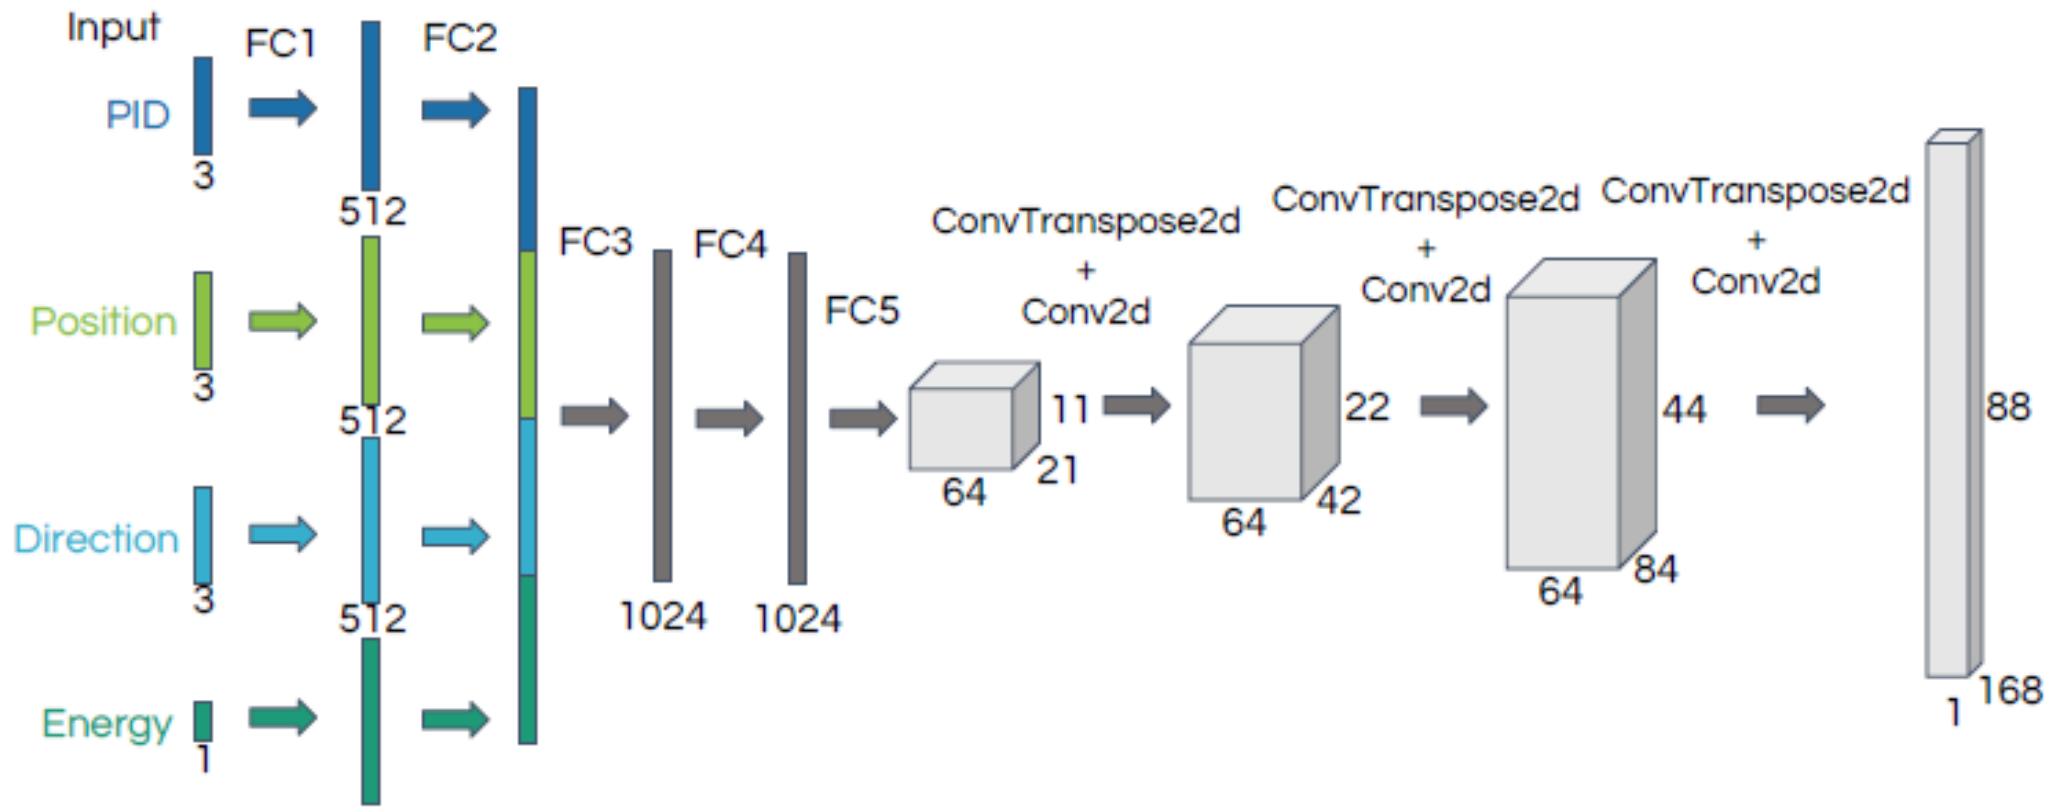 Input
FC1
FC2
PID
3
512
Position
3
512
Direction
3
512
Energy
1
FC3
1024
FC4
1024
FC5
64
21
11
ConvTranspose2d
+
Conv2d
64
42
22
ConvTranspose2d
+
Conv2d
64
84
44
ConvTranspose2d
+
Conv2d
88
168
1